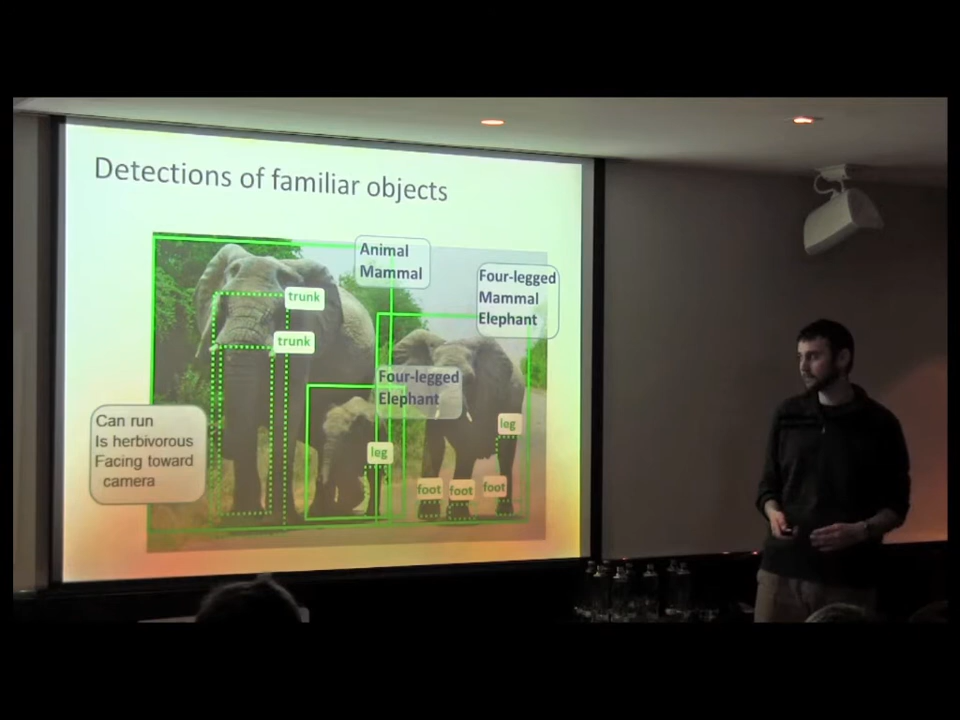 Detections of familiar objects
Animal
Mammal
Four-legged
Mammal
Elephant
trunk
trunk
Four-legged
Elephant
Can run
Is herbivorous
Facing toward
camera
leg
leg
foot
foot
foot